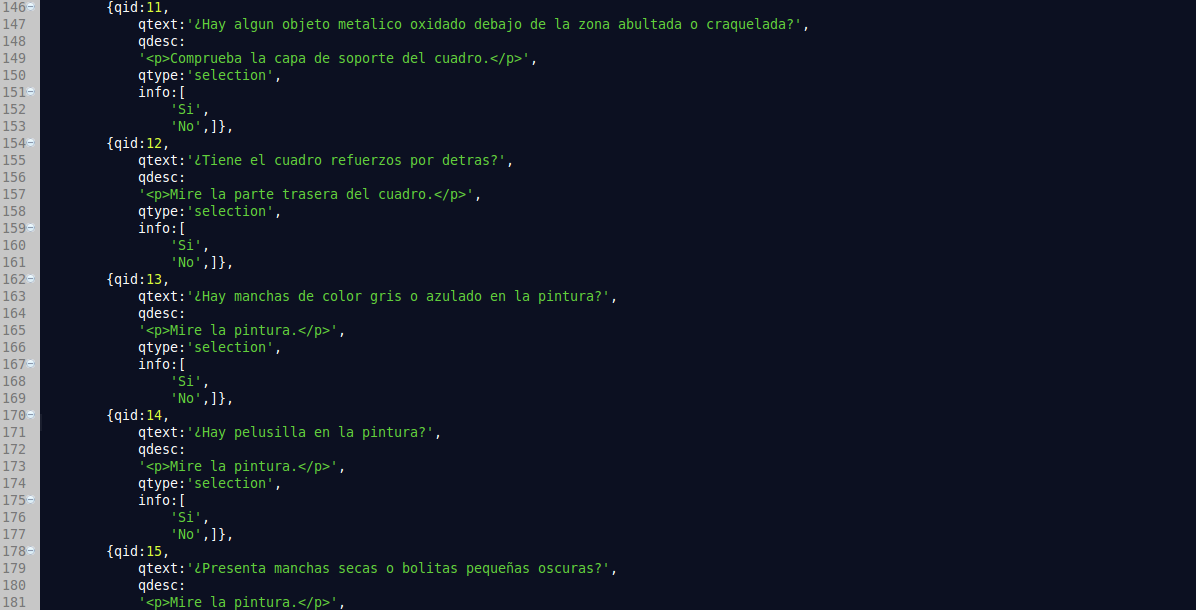 146 {qid:11,
147 qtext:'¿Hay algun objeto metalico oxidado debajo de la zona abultada o craquelada?',
148 qdesc:
149 '<p>Comprueba la capa de soporte del cuadro.</p>',
150 qtype:'selection',
151 info:[
152 'Si',
153 'No',]},
154 {qid:12,
155 qtext:'¿Tiene el cuadro refuerzos por detras?',
156 qdesc:
157 '<p>Mire la parte trasera del cuadro.</p>',
158 qtype:'selection',
159 info:[
160 'Si',
161 'No',]},
162 {qid:13,
163 qtext:'¿Hay manchas de color gris o azulado en la pintura?',
164 qdesc:
165 '<p>Mire la pintura.</p>',
166 qtype:'selection',
167 info:[
168 'Si',
169 'No',]},
170 {qid:14,
171 qtext:'¿Hay pelusilla en la pintura?',
172 qdesc:
173 '<p>Mire la pintura.</p>',
174 qtype:'selection',
175 info:[
176 'Si',
177 'No',]},
178 {qid:15,
179 qtext:'¿Presenta manchas secas o bolitas pequeñas oscuras?',
180 qdesc:
181 '<p>Mire la pintura.</p>',